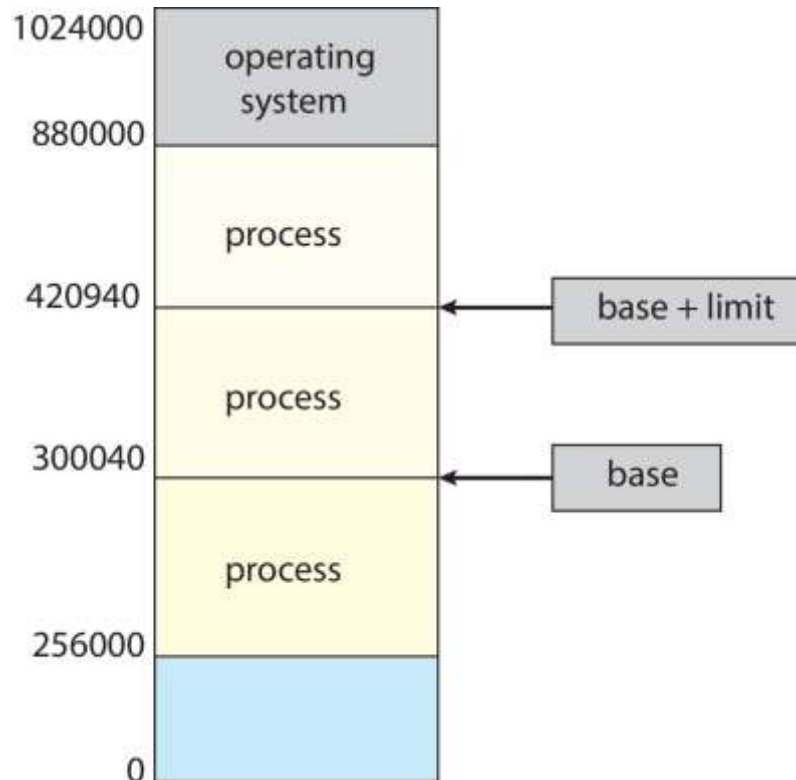 1024000
operating
system
880000
process
420940
base + limit
process
300040
base
process
256000
0